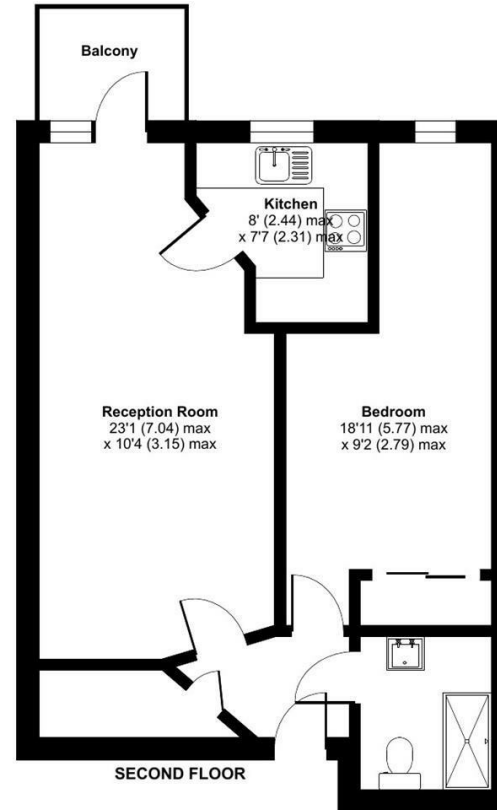 Balcony
Kitchen
8' (2.44) max
x 7'7 (2.31) max
Reception Room
23'1 (7.04) max
x 10'4 (3.15) max
Bedroom
18'11 (5.77) max
x 9'2 (2.79) max
SECOND FLOOR